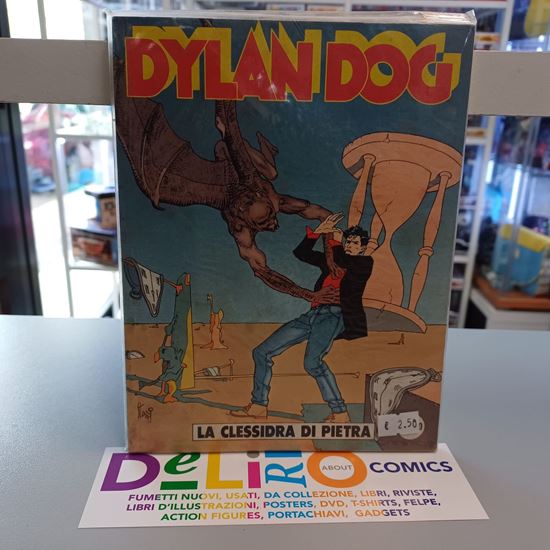 DYLAN DOG
LA CLESSIDRA DI PIETRA
€ 2.50
DeLiRiO ABOUT COMICS
FUMETTI NUOVI, USATI, DA COLLEZIONE, LIBRI, RIVISTE,
LIBRI D'ILLUSTRAZIONI, POSTERS, DVD, T-SHIRTS, FELPE,
ACTION FIGURES, PORTACHIAVI, GADGETS